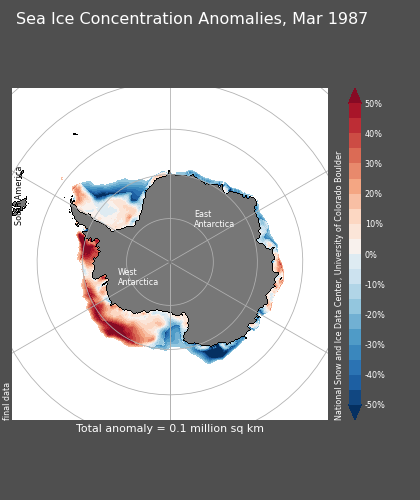 Sea Ice Concentration Anomalies, Mar 1987
South America
East
Antarctica
West
Antarctica
50%
40%
30%
20%
10%
0%
-10%
-20%
-30%
-40%
-50%
National Snow and Ice Data Center, University of Colorado Boulder
final data
Total anomaly = 0.1 million sq km